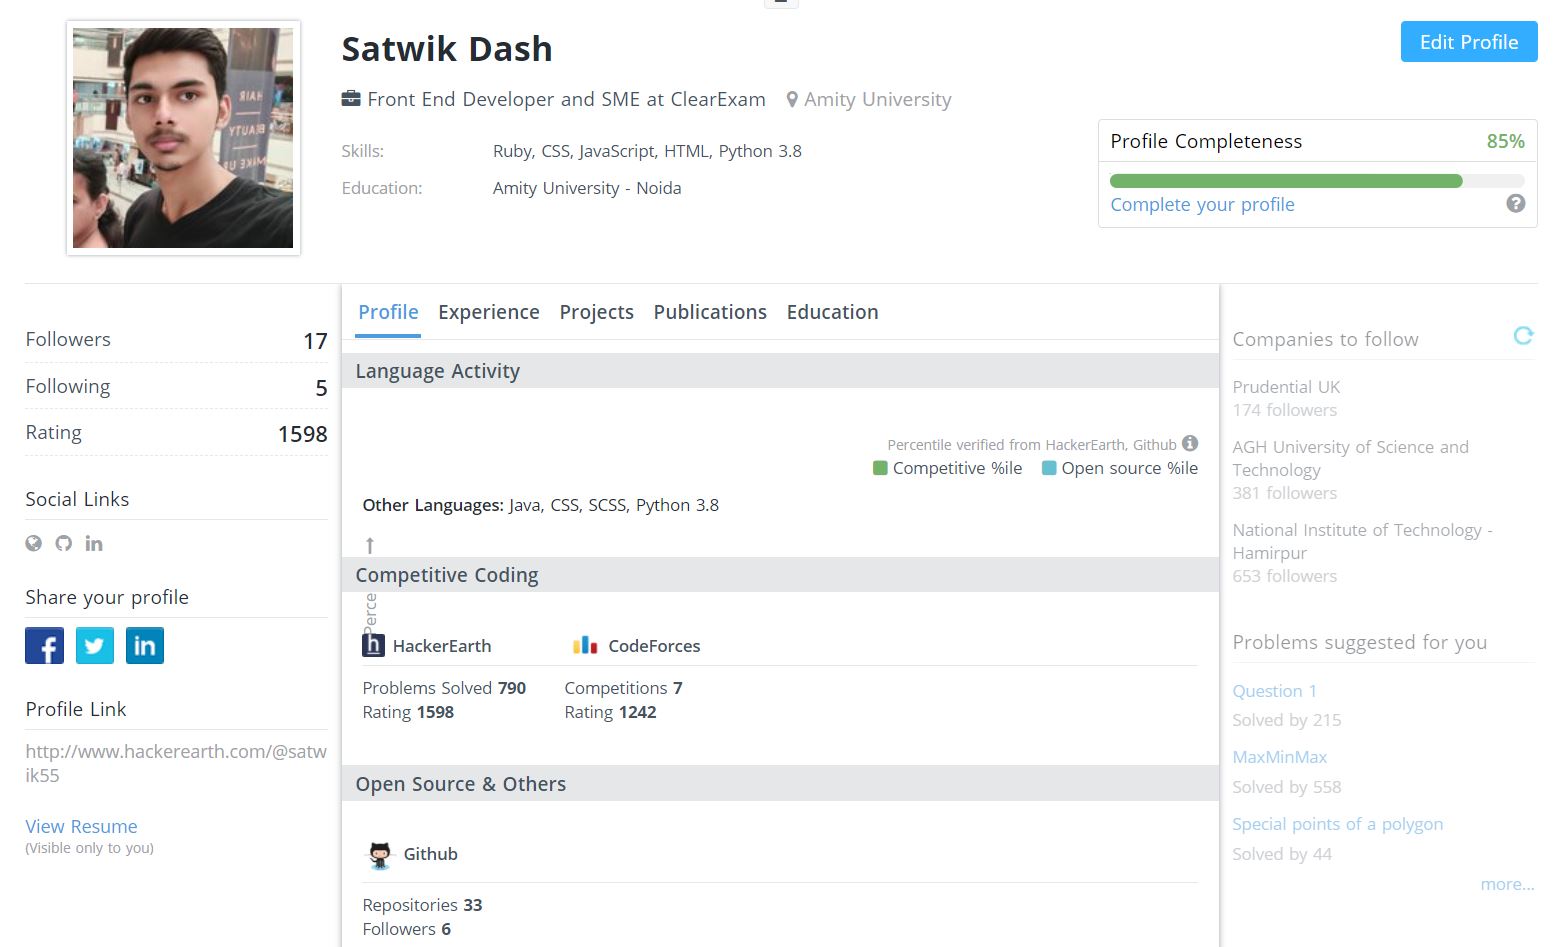 Satwik Dash
Edit Profile
Front End Developer and SME at ClearExam Amity University
Skills: Ruby, CSS, JavaScript, HTML, Python 3.8
Education: Amity University - Noida
Profile Completeness 85%
Complete your profile
Followers 17
Following 5
Rating 1598
Social Links
Share your profile
Profile Link
http://www.hackerearth.com/@satw
ik55
View Resume
(Visible only to you)
Profile Experience Projects Publications Education
Language Activity
Percentile verified from HackerEarth, Github
Competitive %ile Open source %ile
Other Languages: Java, CSS, SCSS, Python 3.8
Competitive Coding
Perce
HackerEarth CodeForces
Problems Solved 790 Competitions 7
Rating 1598 Rating 1242
Open Source & Others
Github
Repositories 33
Followers 6
Companies to follow
Prudential UK
174 followers
AGH University of Science and
Technology
381 followers
National Institute of Technology -
Hamirpur
653 followers
Problems suggested for you
Question 1
Solved by 215
MaxMinMax
Solved by 558
Special points of a polygon
Solved by 44
more...
HAIR
BEAUTY
MAKE UP